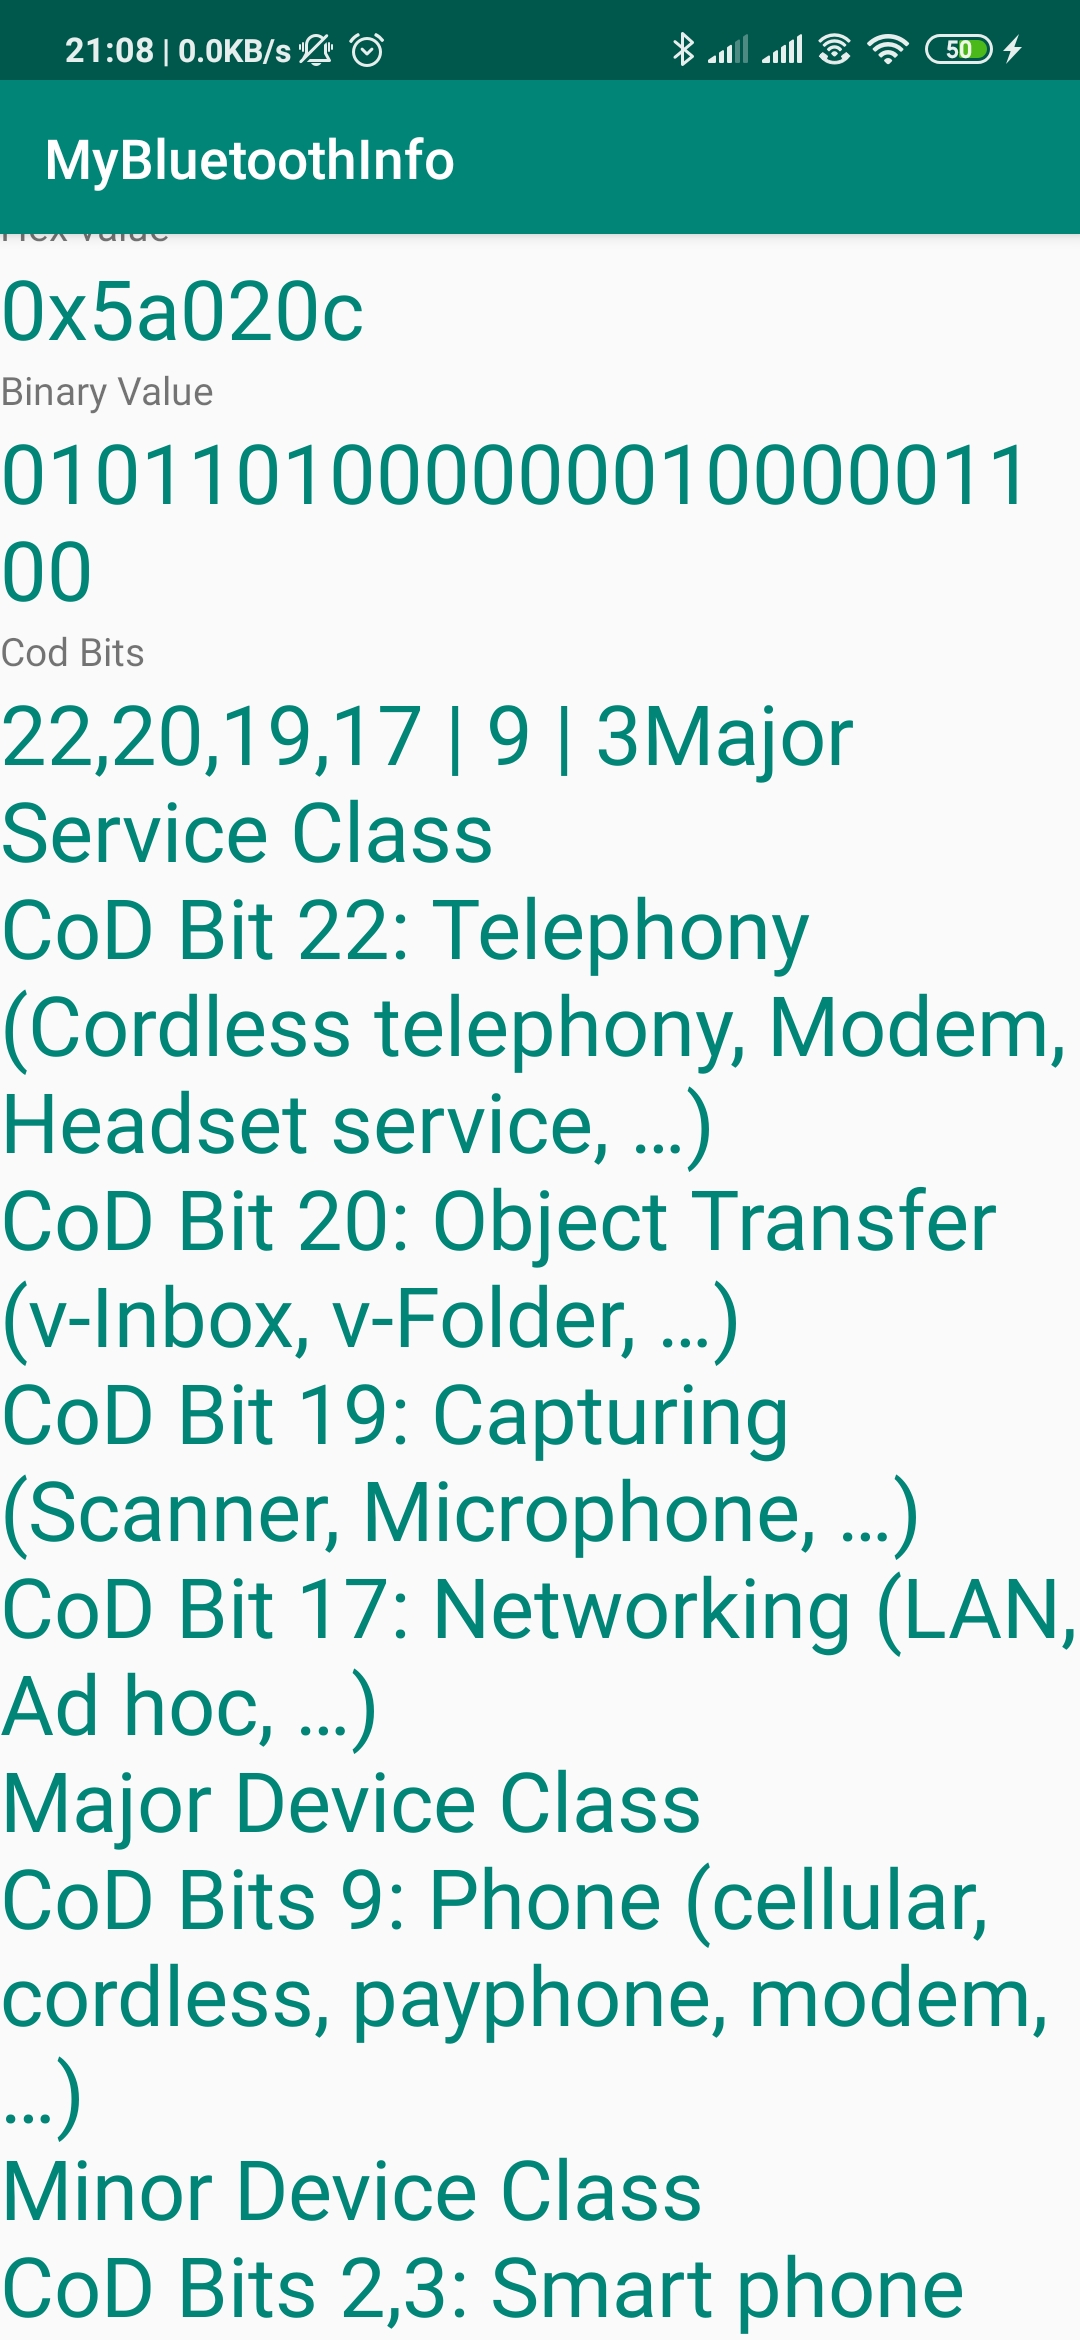 21:08 | 0.0KB/s 50
MyBluetoothInfo
Hex Value
0x5a020c
Binary Value
0101101000000010000011
00
Cod Bits
22,20,19,17 | 9 | 3Major
Service Class
CoD Bit 22: Telephony
(Cordless telephony, Modem,
Headset service, …)
CoD Bit 20: Object Transfer
(v-Inbox, v-Folder, …)
CoD Bit 19: Capturing
(Scanner, Microphone, …)
CoD Bit 17: Networking (LAN,
Ad hoc, …)
Major Device Class
CoD Bits 9: Phone (cellular,
cordless, payphone, modem,
…)
Minor Device Class
CoD Bits 2,3: Smart phone